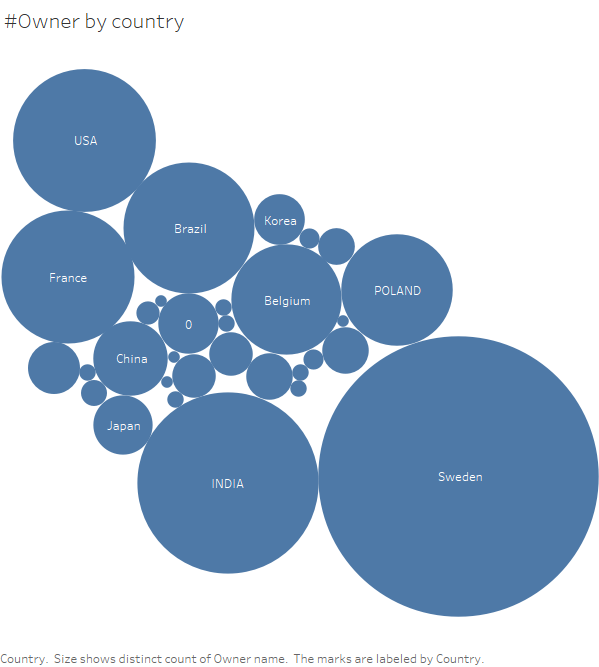 #Owner by country
USA
Korea
Brazil
France
POLAND
Belgium
0
China
Japan
Sweden
INDIA
Country.  Size shows distinct count of Owner name.  The marks are labeled by Country.